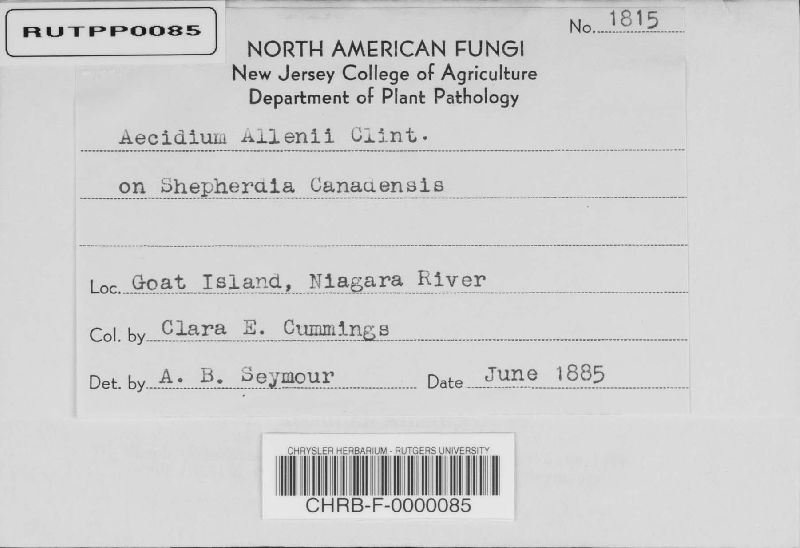 RUTPP0085
No. 1815
NORTH AMERICAN FUNGI
New Jersey College of Agriculture
Department of Plant Pathology
Aecidium Allenii Clint.
on Shepherdia Canadensis
Loc. Goat Island, Niagara River
Col. by Clara E. Cummings
Det. by A. B. Seymour Date June 1885
CHRYSLER HERBARIUM - RUTGERS UNIVERSITY
CHRB-F-0000085